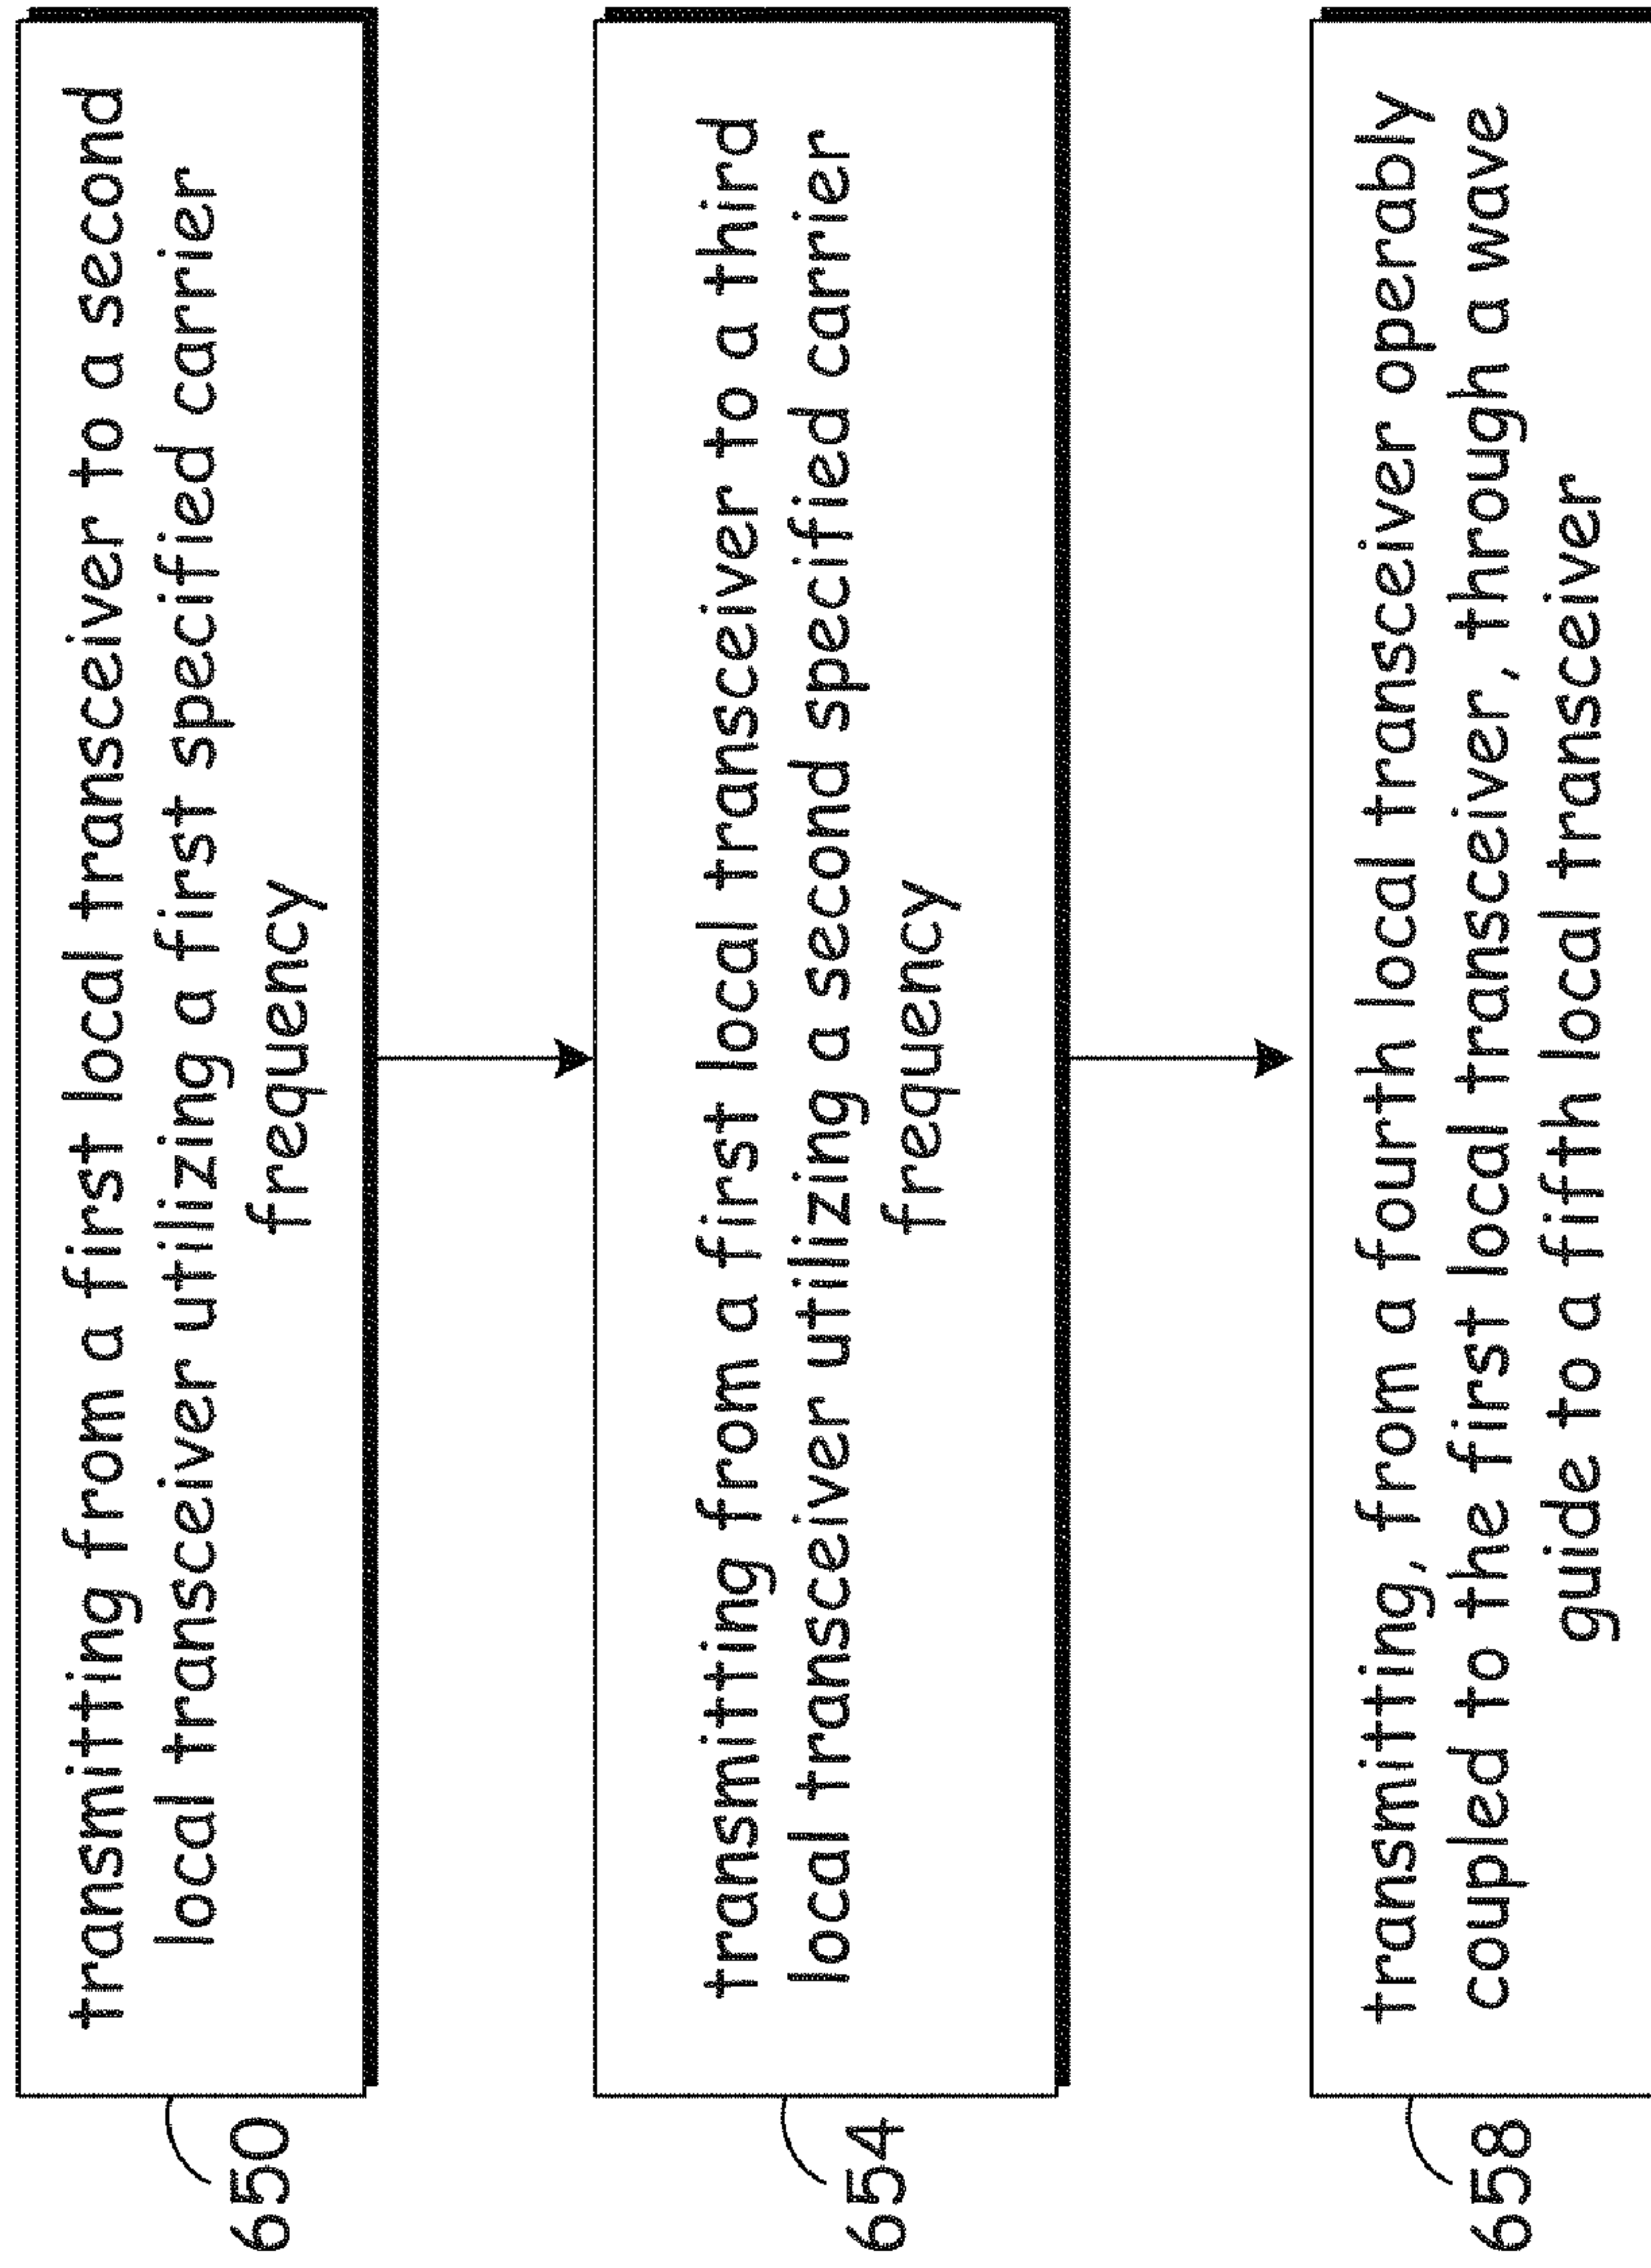 transmitting from a first local transceiver to a second
local transceiver utilizing a first specified carrier
frequency
650
transmitting from a first local transceiver to a third
local transceiver utilizing a second specified carrier
frequency
654
transmitting, from a fourth local transceiver operably
coupled to the first local transceiver, through a wave
guide to a fifth local transceiver
658